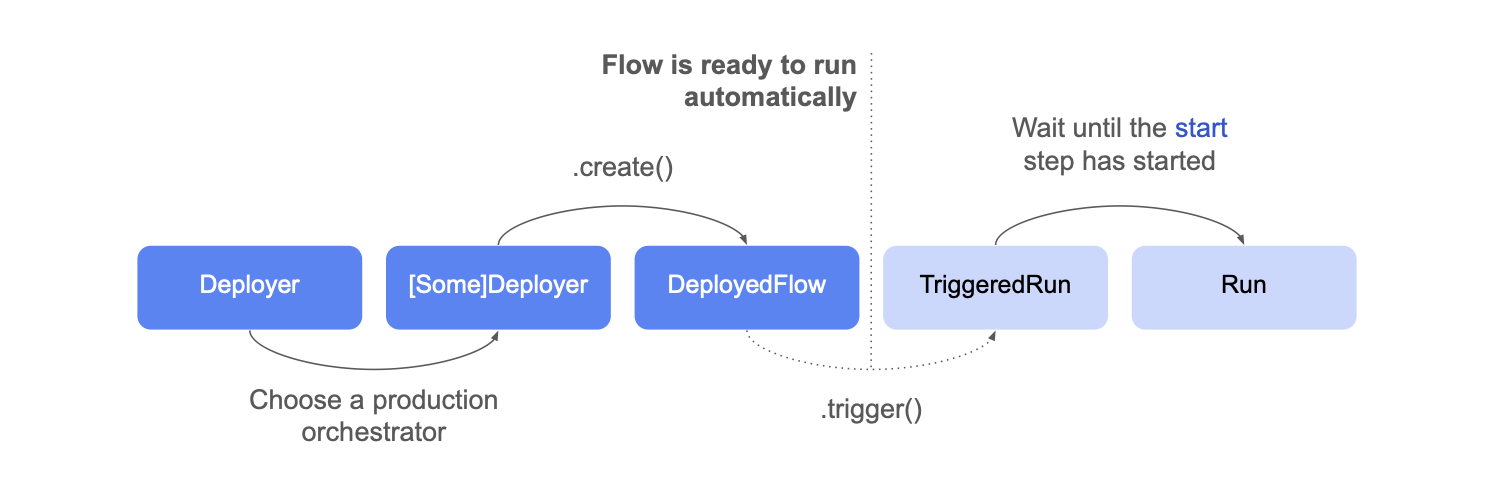 Flow is ready to run
automatically
Wait until the start
step has started
.create()
Deployer
[Some]Deployer
DeployedFlow
TriggeredRun
Run
Choose a production
orchestrator
.trigger()